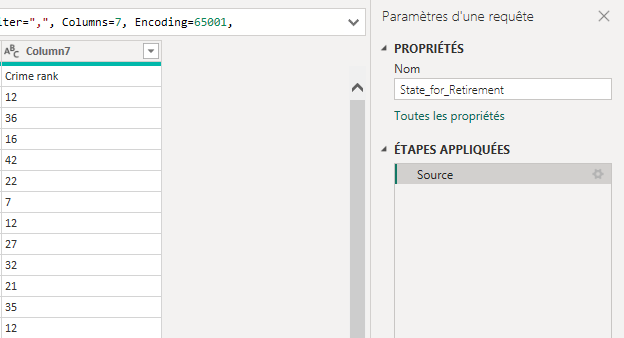 iter=",", Columns=7, Encoding=65001,
Paramètres d'une requête
ABC Column7
PROPRIÉTÉS
Nom
State_for_Retirement
Toutes les propriétés
ÉTAPES APPLIQUÉES
Source
Crime rank
12
36
16
42
22
7
12
27
32
21
35
12